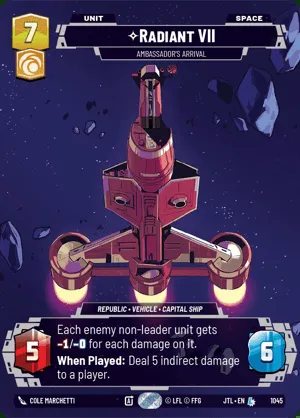 7
UNIT
SPACE
✧RADIANT VII
AMBASSADOR'S ARRIVAL
REPUBLIC • VEHICLE • CAPITAL SHIP
Each enemy non-leader unit gets
-1/-0 for each damage on it.
When Played: Deal 5 indirect damage
to a player.
5
6
COLE MARCHETTI
© LFL © FFG
JTL • EN
1045